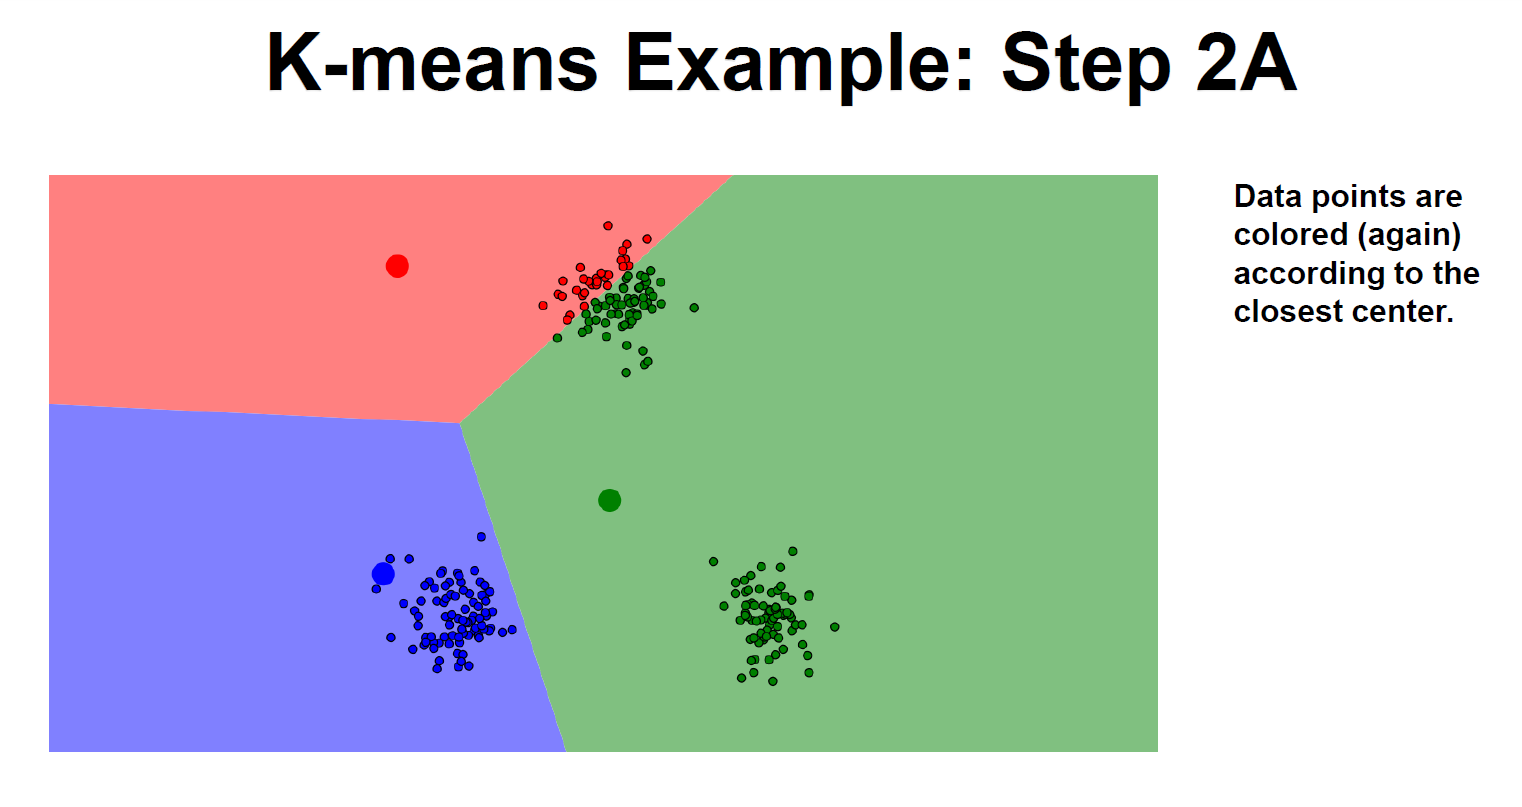 K-means Example: Step 2A
Data points are
colored (again)
according to the
closest center.